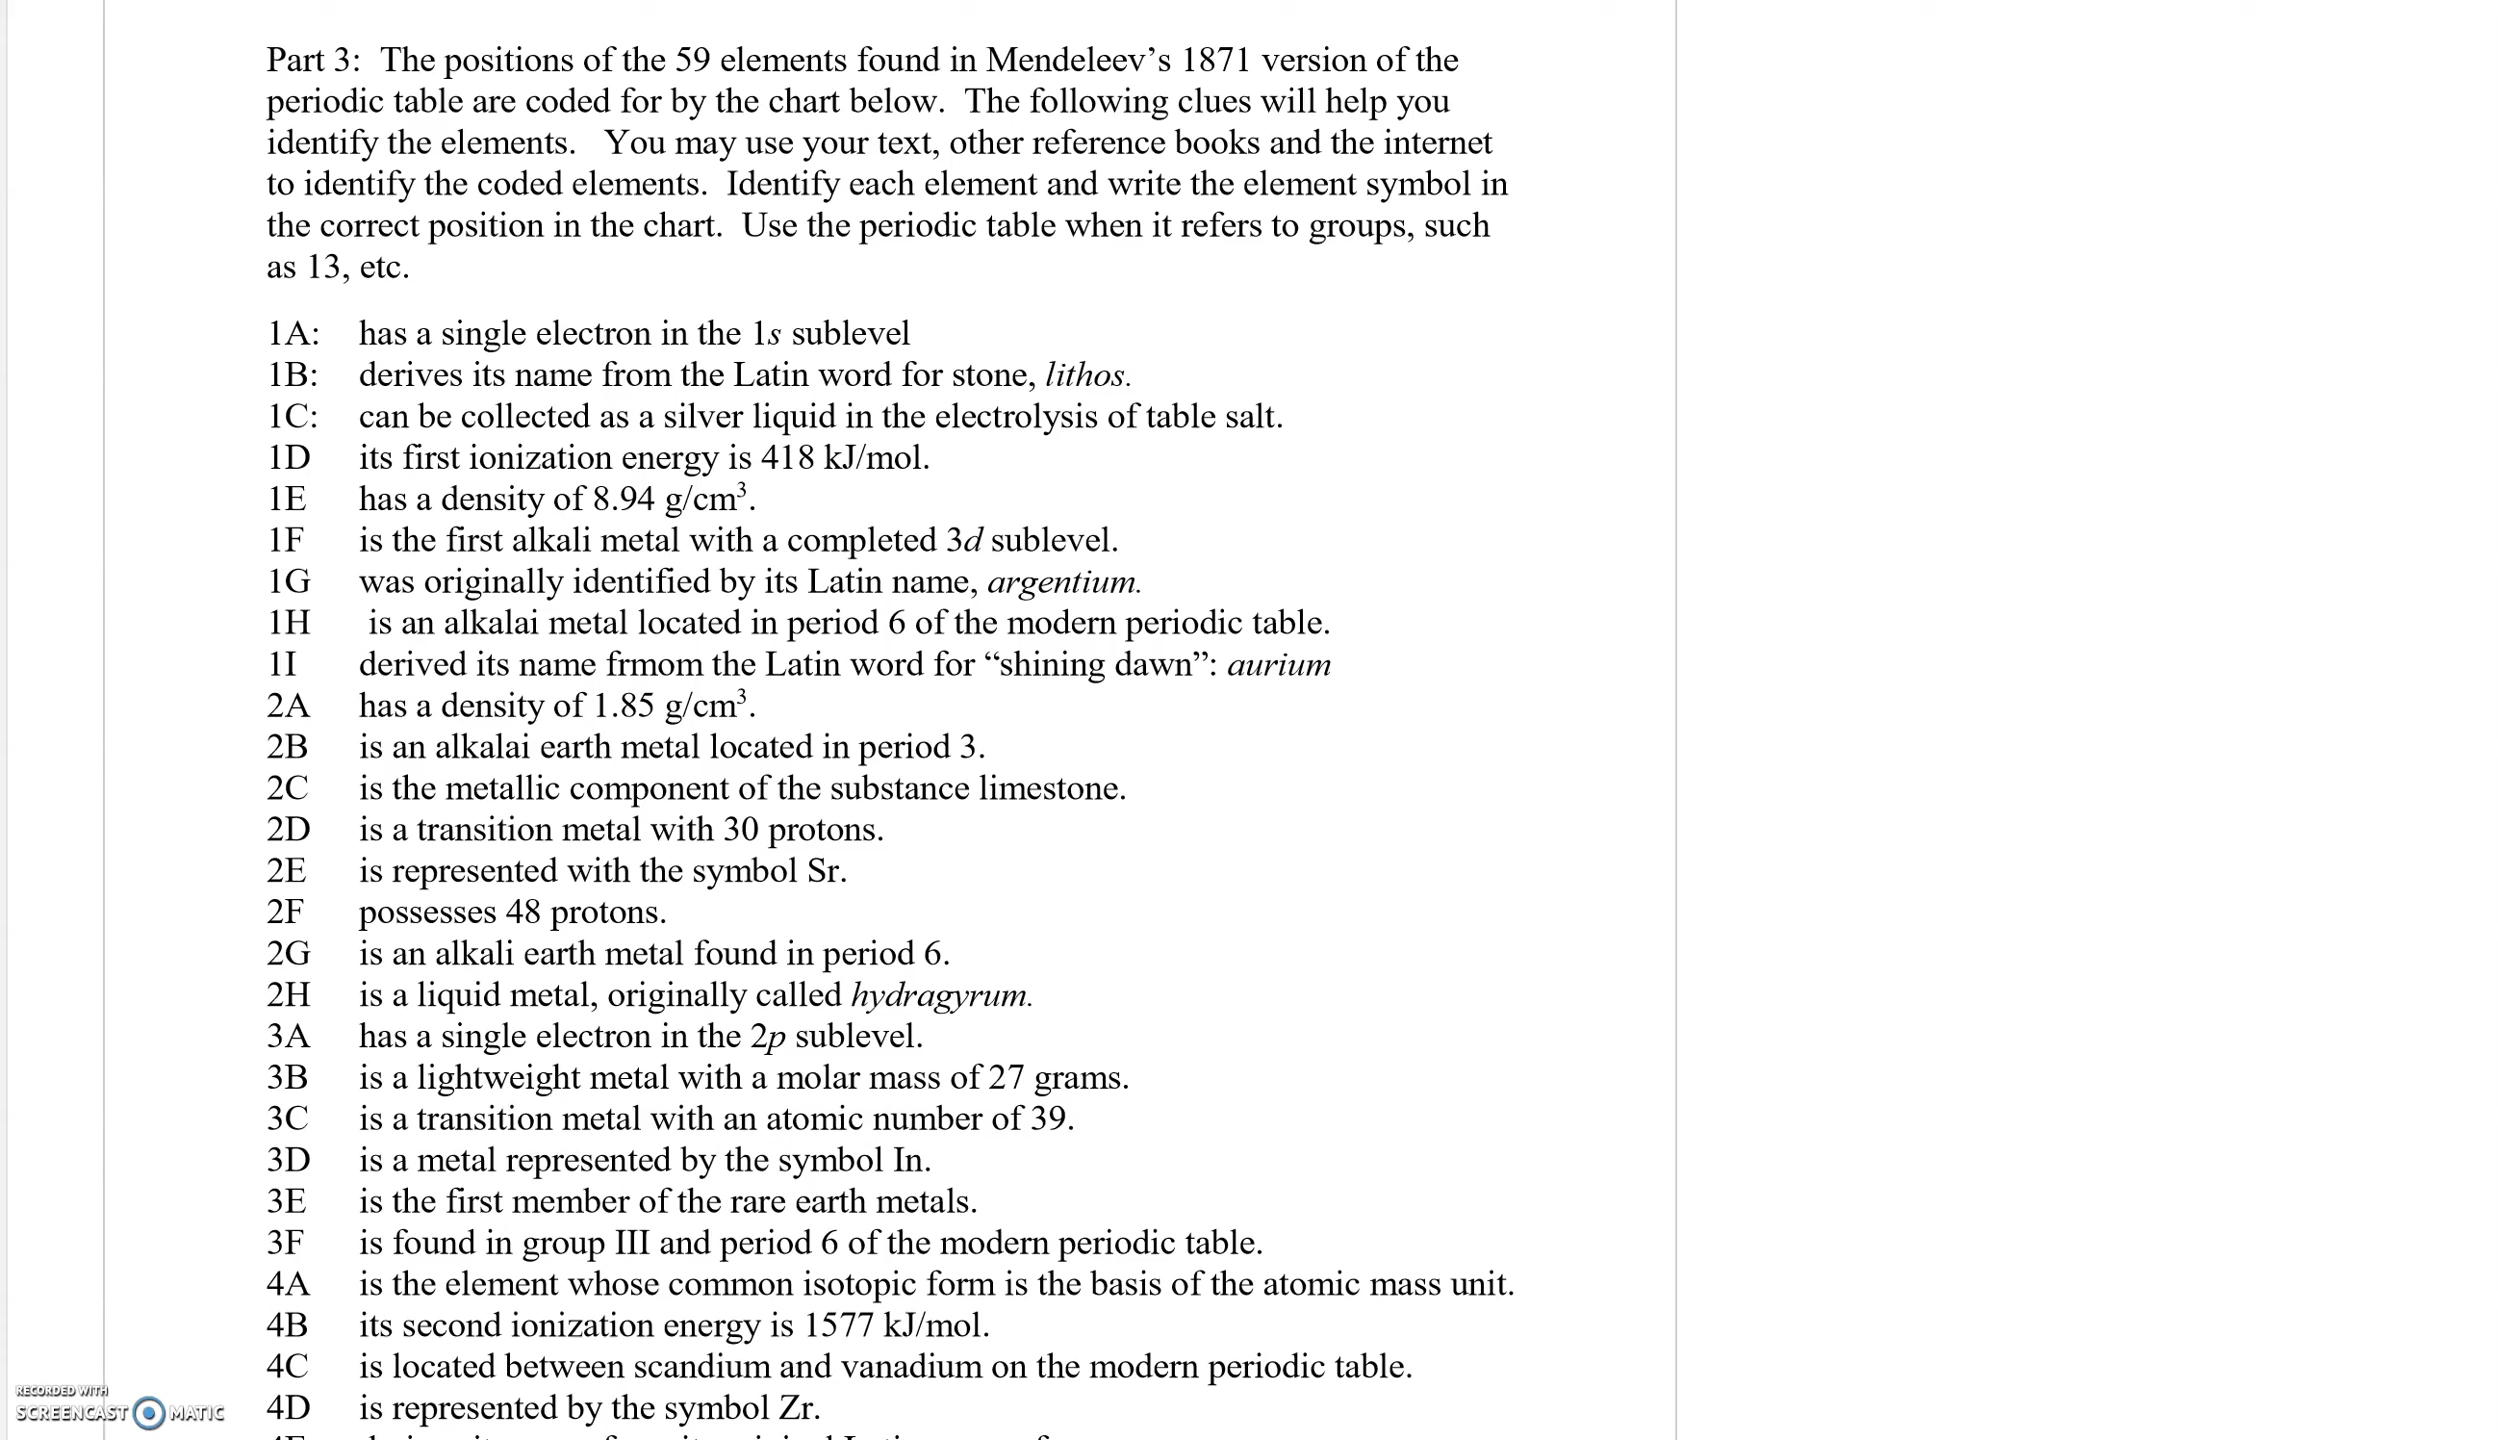 Part 3:  The positions of the 59 elements found in Mendeleev’s 1871 version of the
periodic table are coded for by the chart below.  The following clues will help you
identify the elements.   You may use your text, other reference books and the internet
to identify the coded elements.  Identify each element and write the element symbol in
the correct position in the chart.  Use the periodic table when it refers to groups, such
as 13, etc.
1A: has a single electron in the 1s sublevel
1B: derives its name from the Latin word for stone, lithos.
1C: can be collected as a silver liquid in the electrolysis of table salt.
1D its first ionization energy is 418 kJ/mol.
1E has a density of 8.94 g/cm³.
1F is the first alkali metal with a completed 3d sublevel.
1G was originally identified by its Latin name, argentium.
1H is an alkalai metal located in period 6 of the modern periodic table.
1I derived its name frmom the Latin word for “shining dawn”: aurium
2A has a density of 1.85 g/cm³.
2B is an alkalai earth metal located in period 3.
2C is the metallic component of the substance limestone.
2D is a transition metal with 30 protons.
2E is represented with the symbol Sr.
2F possesses 48 protons.
2G is an alkali earth metal found in period 6.
2H is a liquid metal, originally called hydragyrum.
3A has a single electron in the 2p sublevel.
3B is a lightweight metal with a molar mass of 27 grams.
3C is a transition metal with an atomic number of 39.
3D is a metal represented by the symbol In.
3E is the first member of the rare earth metals.
3F is found in group III and period 6 of the modern periodic table.
4A is the element whose common isotopic form is the basis of the atomic mass unit.
4B its second ionization energy is 1577 kJ/mol.
4C is located between scandium and vanadium on the modern periodic table.
4D is represented by the symbol Zr.
RECORDED WITH
SCREENCAST MATIC